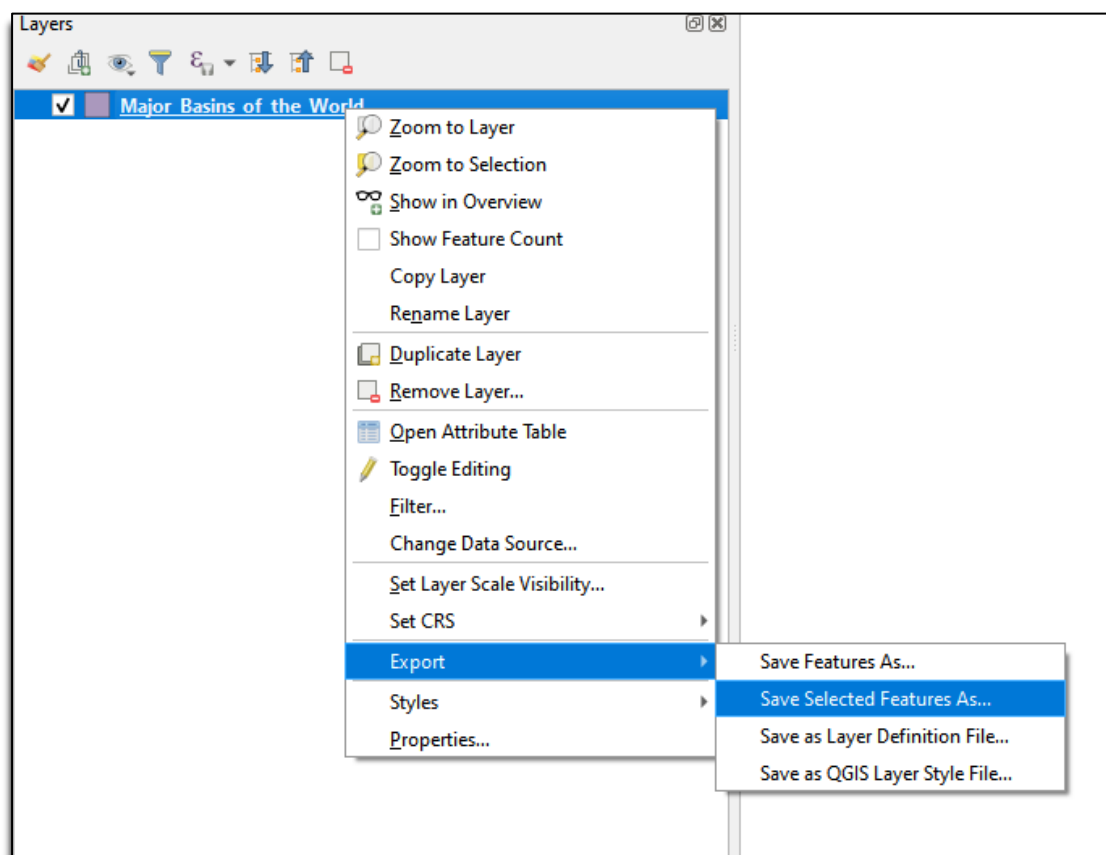 Layers
Major Basins of the World
Zoom to Layer
Zoom to Selection
Show in Overview
Show Feature Count
Copy Layer
Rename Layer
Duplicate Layer
Remove Layer...
Open Attribute Table
Toggle Editing
Filter...
Change Data Source...
Set Layer Scale Visibility...
Set CRS
Export
Styles
Properties...
Save Features As...
Save Selected Features As...
Save as Layer Definition File...
Save as QGIS Layer Style File...